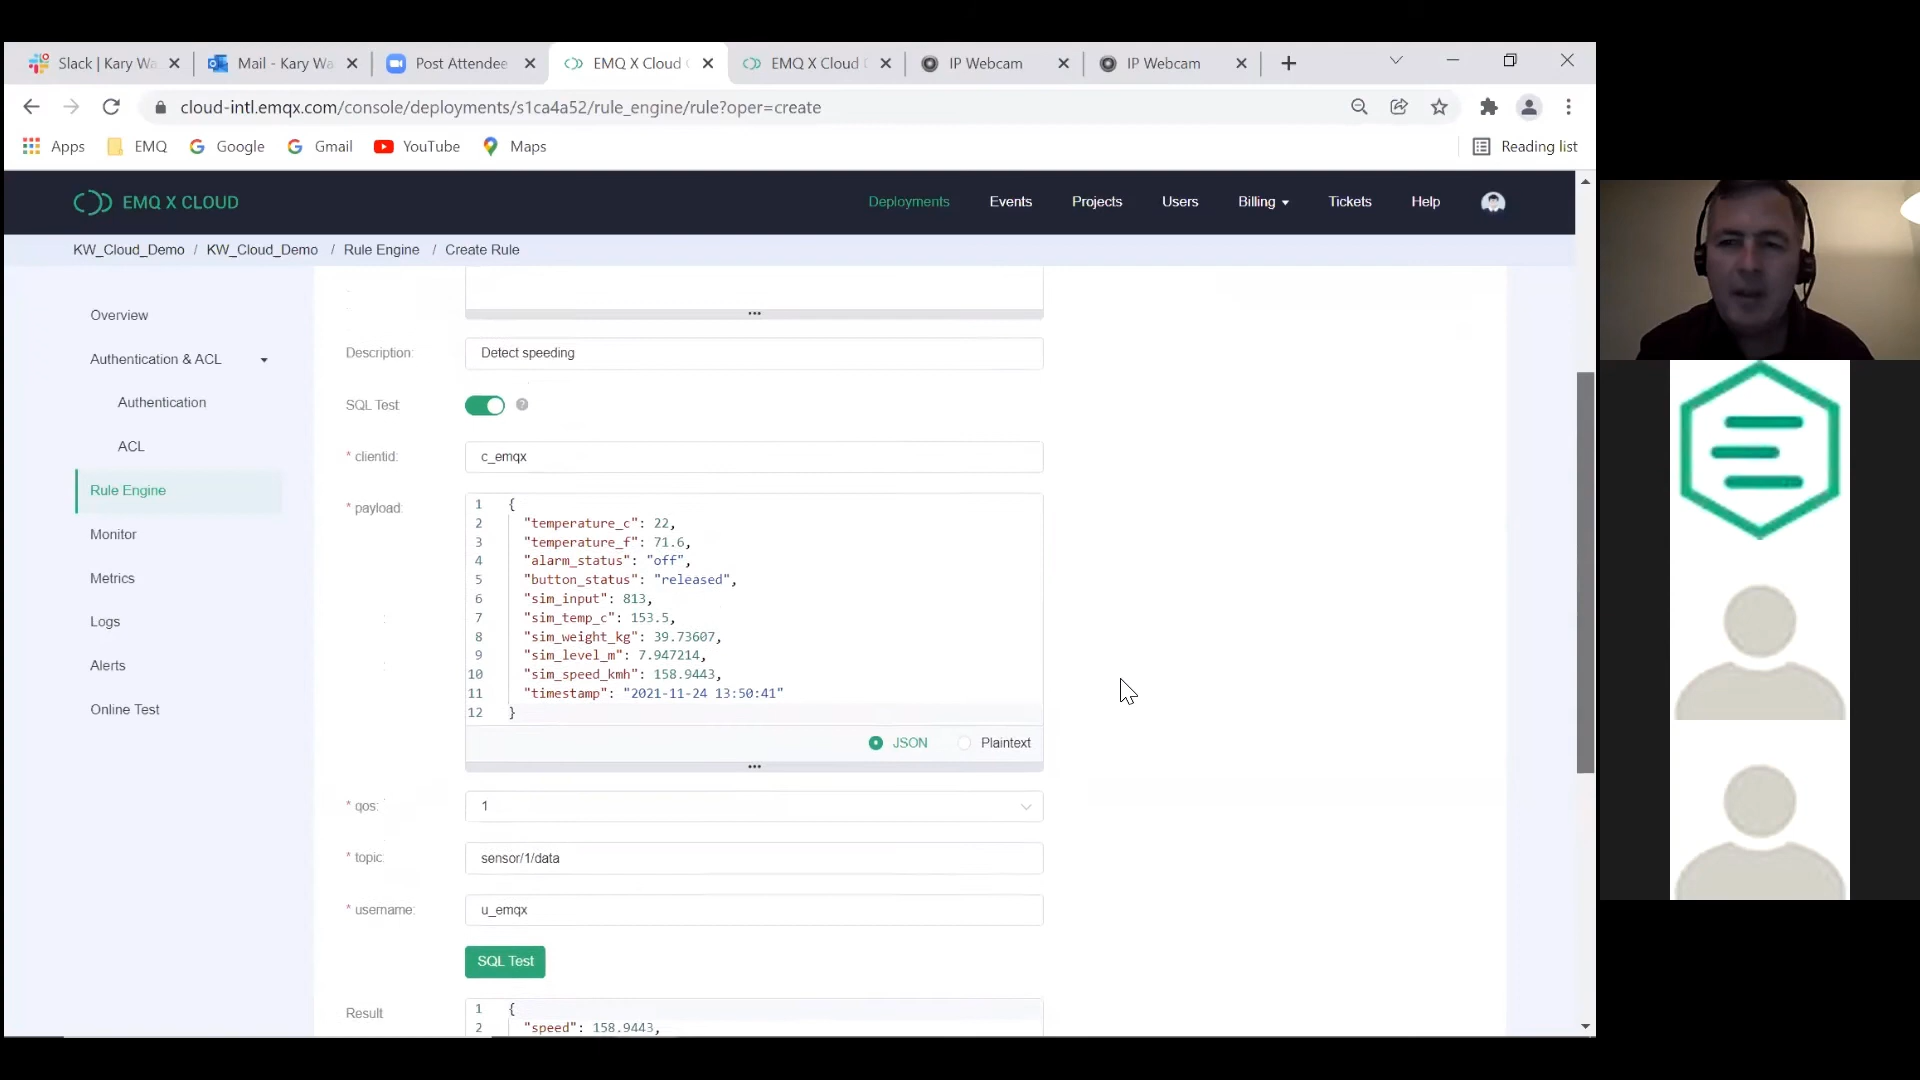 Slack | Kary Wa
Mail - Kary Wa
Post Attendee
EMQ X Cloud
EMQ X Cloud
IP Webcam
IP Webcam
cloud-intl.emqx.com/console/deployments/s1ca4a52/rule_engine/rule?oper=create
Apps
EMQ
Google
Gmail
YouTube
Maps
Reading list
EMQ X CLOUD
Deployments
Events
Projects
Users
Billing
Tickets
Help
KW_Cloud_Demo / KW_Cloud_Demo / Rule Engine / Create Rule
Overview
Authentication & ACL
Authentication
ACL
Rule Engine
Monitor
Metrics
Logs
Alerts
Online Test
Description:
Detect speeding
SQL Test
* clientid:
c_emqx
* payload:
1 {
2 "temperature_c": 22,
3 "temperature_f": 71.6,
4 "alarm_status": "off",
5 "button_status": "released",
6 "sim_input": 813,
7 "sim_temp_c": 153.5,
8 "sim_weight_kg": 39.73607,
9 "sim_level_m": 7.947214,
10 "sim_speed_kmh": 158.9443,
11 "timestamp": "2021-11-24 13:50:41"
12 }
JSON
Plaintext
* qos:
1
* topic:
sensor/1/data
* username:
u_emqx
SQL Test
Result
1 {
2 "speed": 158.9443,